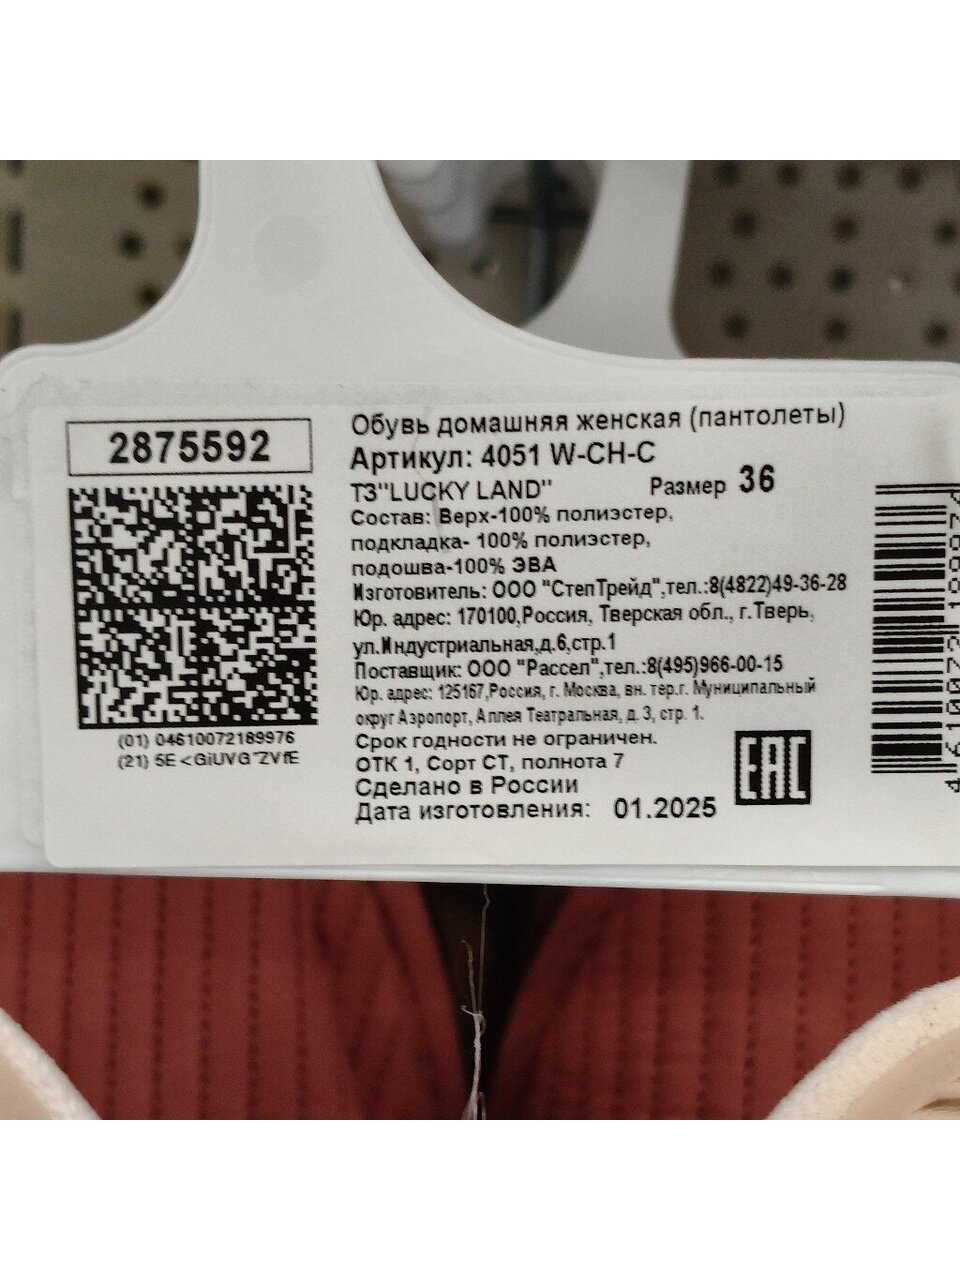 2875592
(01) 04610072189976
(21) 5E<GiUVG"ZVfE
Обувь домашняя женская (пантолеты)
Артикул: 4051 W-CH-C
ТЗ"LUCKY LAND" Размер 36
Состав: Верх-100% полиэстер,
подкладка- 100% полиэстер,
подошва-100% ЭВА
Изготовитель: ООО "СтепТрейд",тел.:8(4822)49-36-28
Юр. адрес: 170100,Россия, Тверская обл., г.Тверь,
ул.Индустриальная,д.6,стр.1
Поставщик: ООО "Рассел",тел.:8(495)966-00-15
Юр. адрес: 125167,Россия, г. Москва, вн. тер.г. Муниципальный
округ Аэропорт, Аллея Театральная, д. 3, стр. 1.
Срок годности не ограничен.
ОТК 1, Сорт СТ, полнота 7
Сделано в России
Дата изготовления: 01.2025
EAC